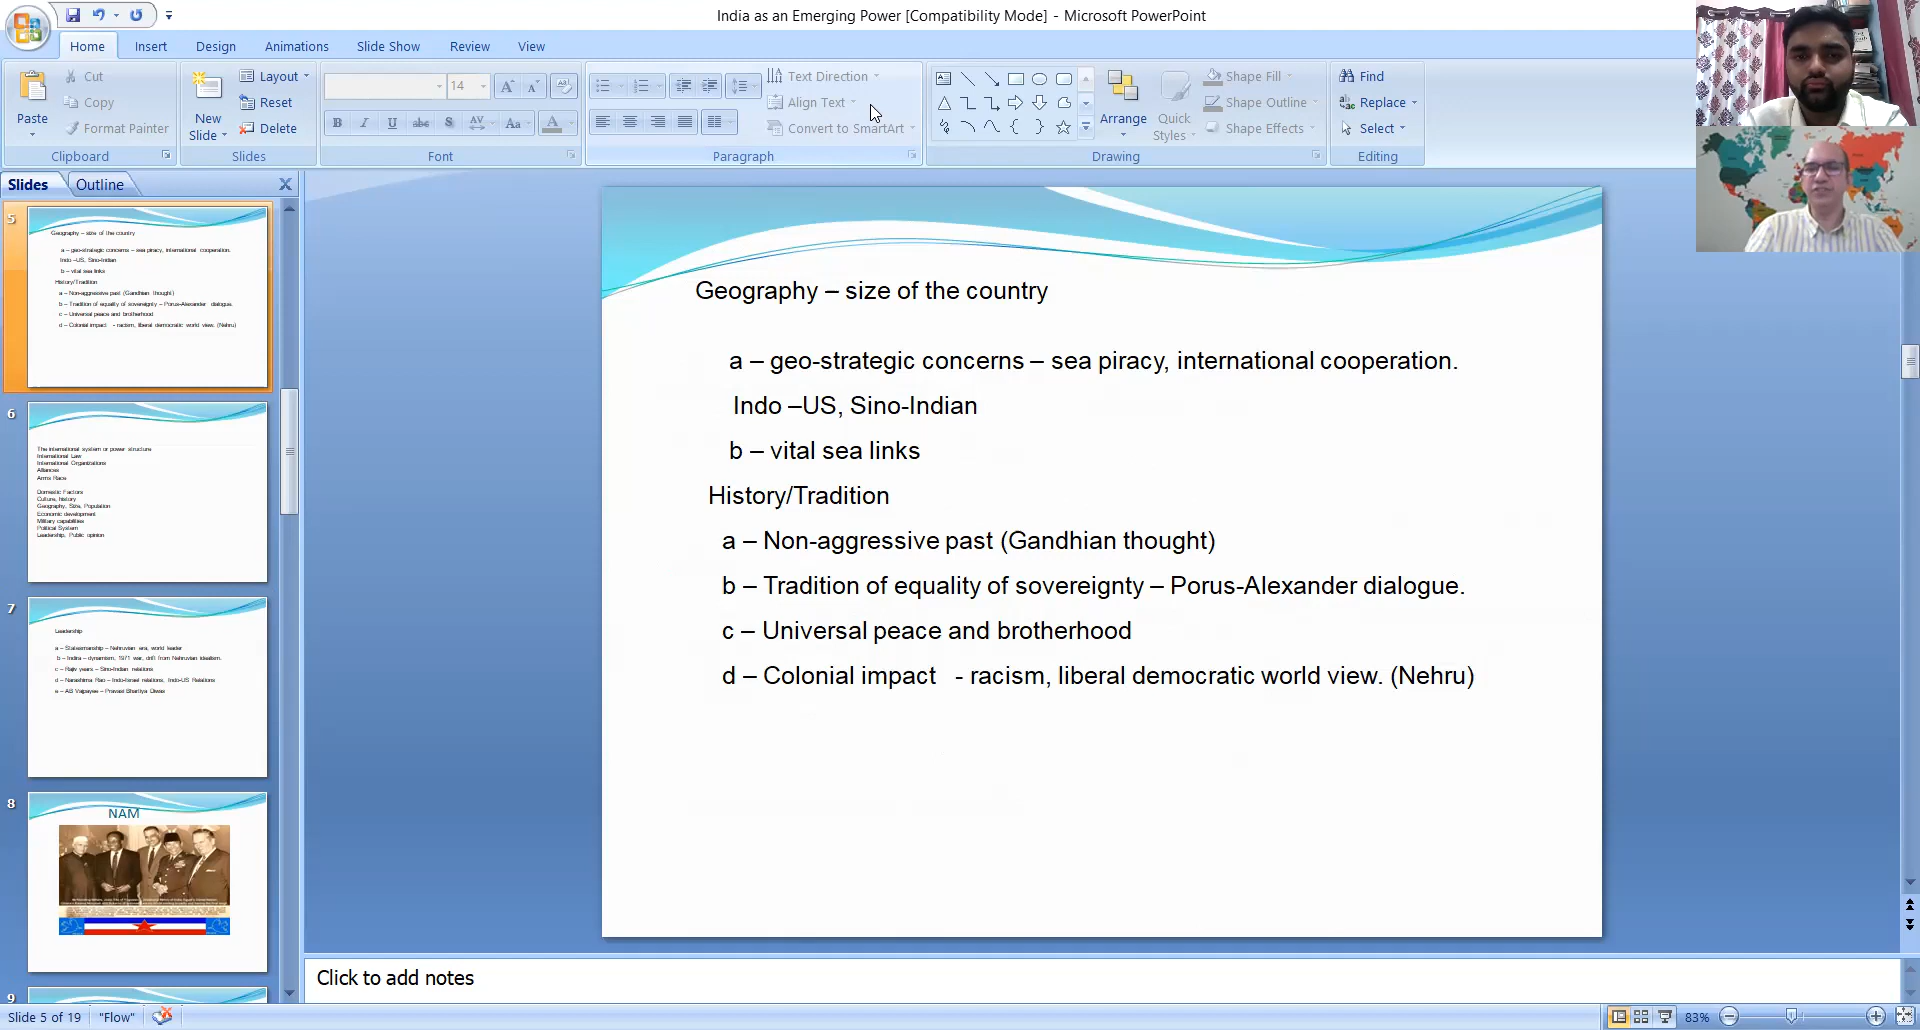 India as an Emerging Power [Compatibility Mode] - Microsoft PowerPoint
Home Insert Design Animations Slide Show Review View
Paste
Cut
Copy
Format Painter
Clipboard
New Slide
Layout
Reset
Delete
Slides
14
B I U abc S AV Aa A
Font
Text Direction
Align Text
Convert to SmartArt
Paragraph
Arrange
Quick Styles
Shape Fill
Shape Outline
Shape Effects
Drawing
Find
Replace
Select
Editing
Slides Outline
5
Geography – size of the country
a – geo-strategic concerns – sea piracy, international cooperation.
Indo –US, Sino-Indian
b – vital sea links
History/Tradition
a – Non-aggressive past (Gandhian thought)
b – Tradition of equality of sovereignty – Porus-Alexander dialogue.
c – Universal peace and brotherhood
d – Colonial impact - racism, liberal democratic world view. (Nehru)
6
The international system or power structure
International Law
International Organizations
Alliances
Arms Race
Domestic Factors
Culture, history
Geography, Size, Population
Economic development
Military capabilities
Political System
Leadership, Public opinion
7
Leadership
a – Statesmanship – Nehruvian era, world leader
b – Indira – dynamism, 1971 war, drift from Nehruvian idealism.
c – Rajiv years – Sino-Indian relations
d – Narashima Rao – Indo-Israel relations, Indo-US Relations
e – AB Vajpayee – Pravasi Bhartiya Diwas
8
NAM
9
Geography – size of the country
a – geo-strategic concerns – sea piracy, international cooperation.
Indo –US, Sino-Indian
b – vital sea links
History/Tradition
a – Non-aggressive past (Gandhian thought)
b – Tradition of equality of sovereignty – Porus-Alexander dialogue.
c – Universal peace and brotherhood
d – Colonial impact - racism, liberal democratic world view. (Nehru)
Click to add notes
Slide 5 of 19 "Flow" 83%